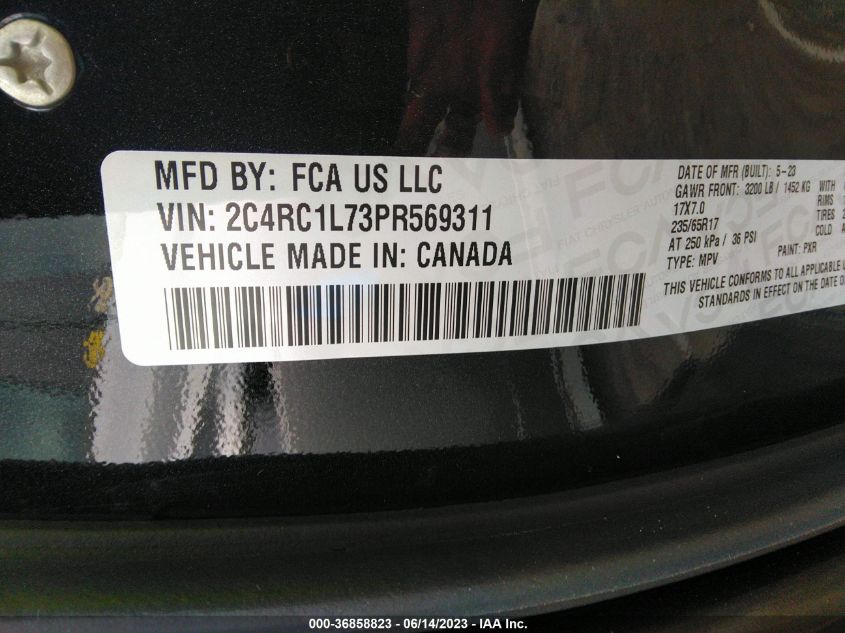 MFD BY: FCA US LLC
VIN: 2C4RC1L73PR569311
VEHICLE MADE IN: CANADA
DATE OF MFR (BUILT): 5-23
GAWR FRONT: 3200 LB / 1452 KG WITH
17X7.0 RIMS
235/65R17 TIRES
AT 250 kPa / 36 PSI COLD
TYPE: MPV PAINT: PXR
THIS VEHICLE CONFORMS TO ALL APPLICABLE
STANDARDS IN EFFECT ON THE DATE OF
000-36858823 - 06/14/2023 - IAA Inc.